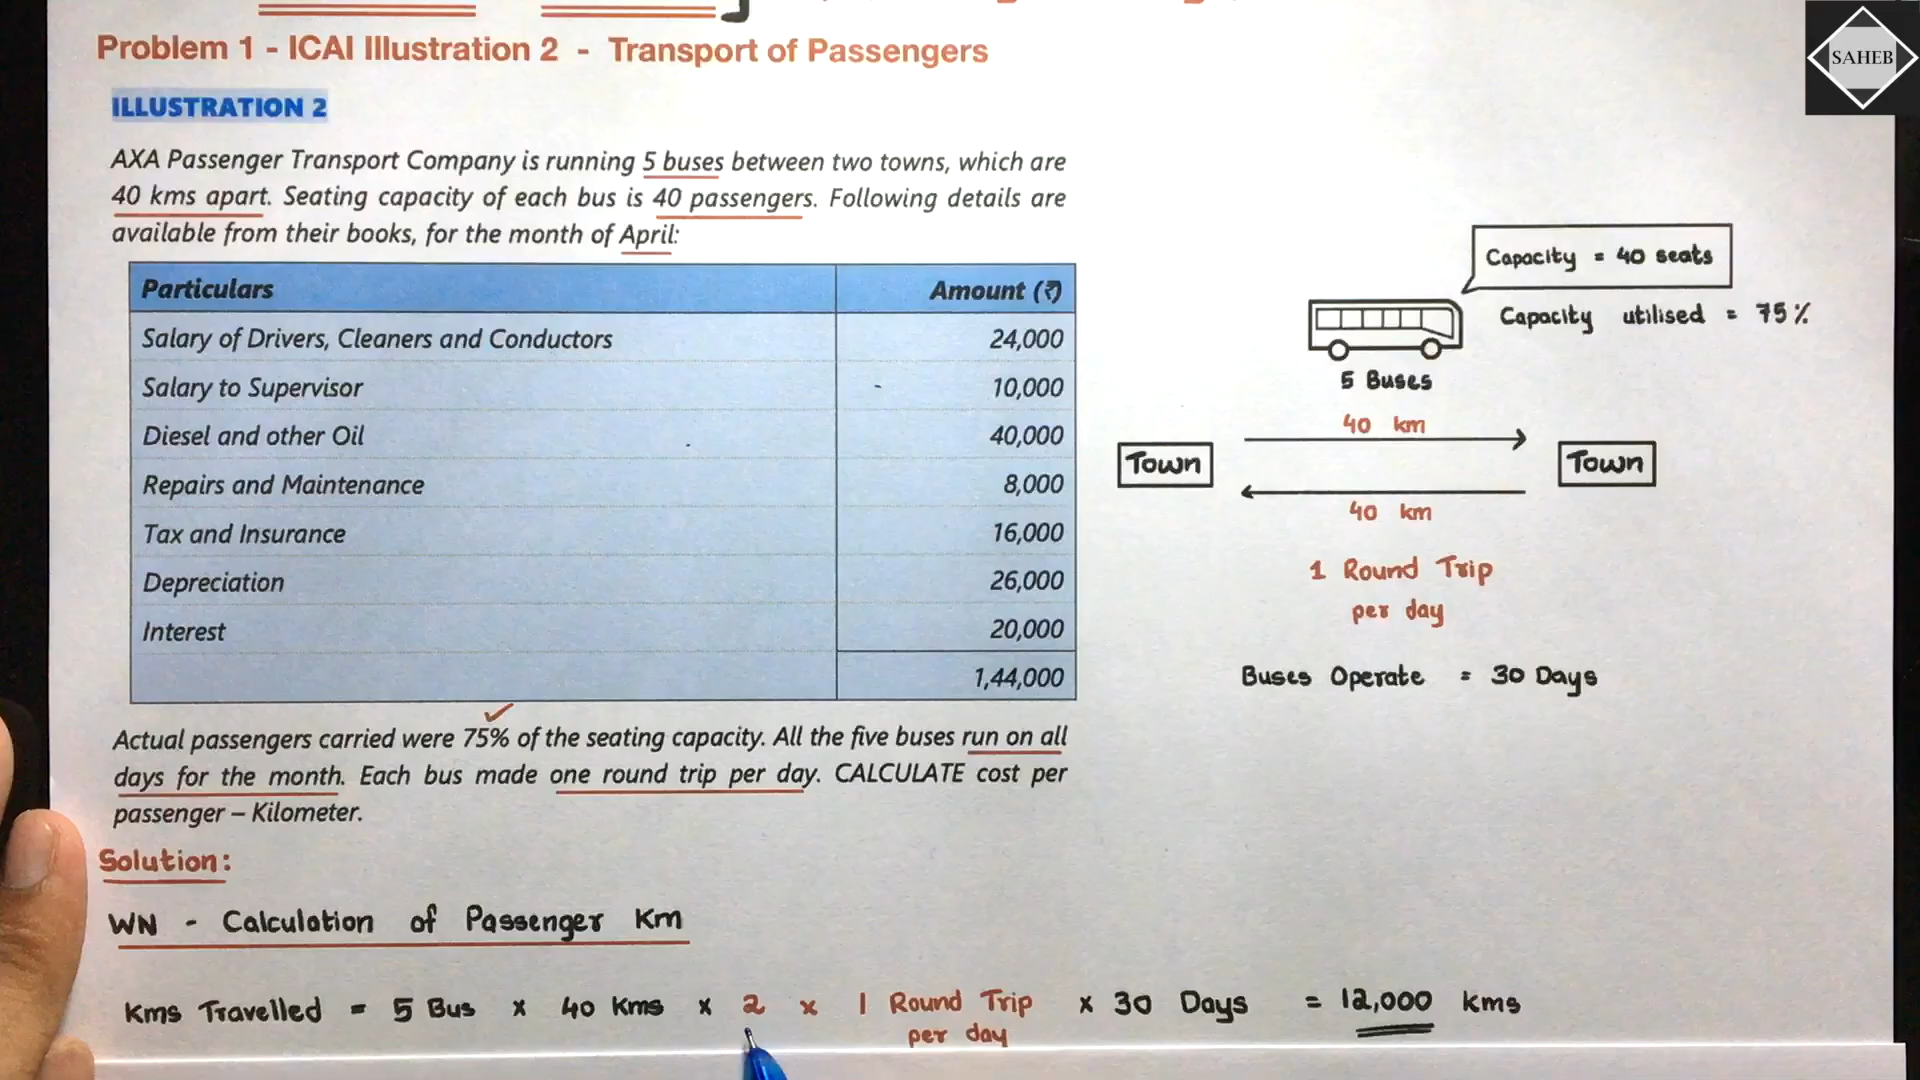 Problem 1 - ICAI Illustration 2 - Transport of Passengers
SAHEB
ILLUSTRATION 2
AXA Passenger Transport Company is running 5 buses between two towns, which are
40 kms apart. Seating capacity of each bus is 40 passengers. Following details are
available from their books, for the month of April:
Particulars Amount (₹)
Salary of Drivers, Cleaners and Conductors 24,000
Salary to Supervisor 10,000
Diesel and other Oil 40,000
Repairs and Maintenance 8,000
Tax and Insurance 16,000
Depreciation 26,000
Interest 20,000
1,44,000
Actual passengers carried were 75% of the seating capacity. All the five buses run on all
days for the month. Each bus made one round trip per day. CALCULATE cost per
passenger – Kilometer.
Capacity = 40 seats
Capacity utilised = 75%
5 Buses
40 km
Town Town
40 km
1 Round Trip
per day
Buses Operate = 30 Days
Solution:
WN - Calculation of Passenger Km
Kms Travelled = 5 Bus x 40 Kms x 2 x 1 Round Trip x 30 Days = 12,000 kms
per day